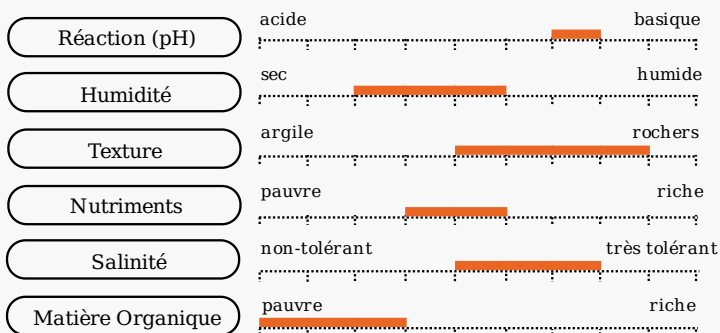 acide basique
Réaction (pH)
sec humide
Humidité
argile rochers
Texture
pauvre riche
Nutriments
non-tolérant très tolérant
Salinité
pauvre riche
Matière Organique